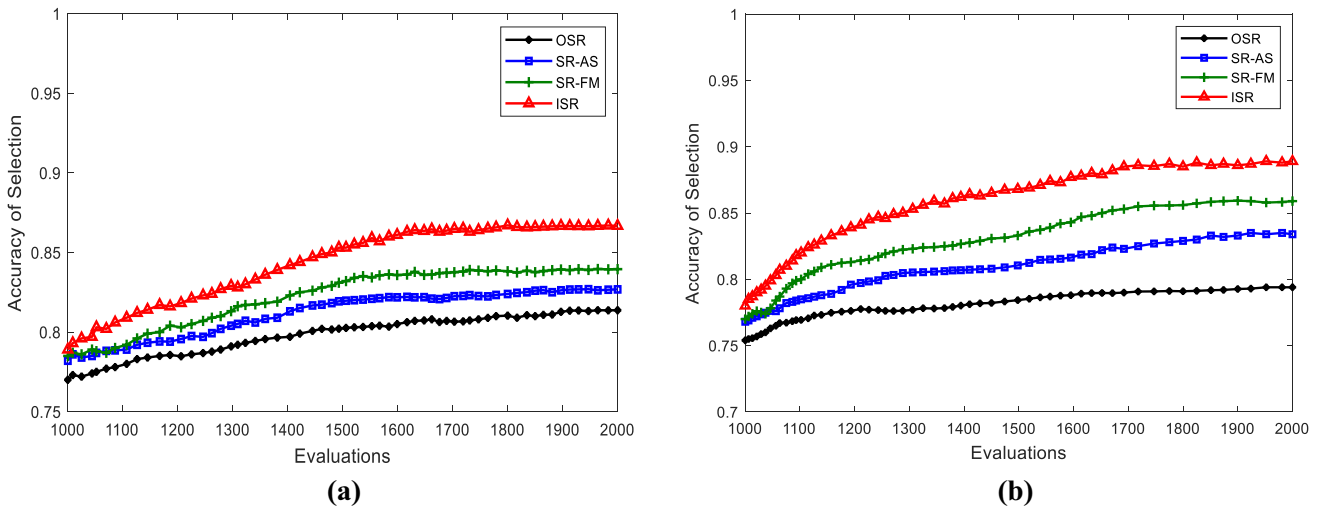 1
0.95
0.9
0.85
0.8
0.75
Accuracy of Selection
OSR
SR-AS
SR-FM
ISR
1000 1100 1200 1300 1400 1500 1600 1700 1800 1900 2000
Evaluations
(a)
1
0.95
0.9
0.85
0.8
0.75
0.7
Accuracy of Selection
OSR
SR-AS
SR-FM
ISR
1000 1100 1200 1300 1400 1500 1600 1700 1800 1900 2000
Evaluations
(b)